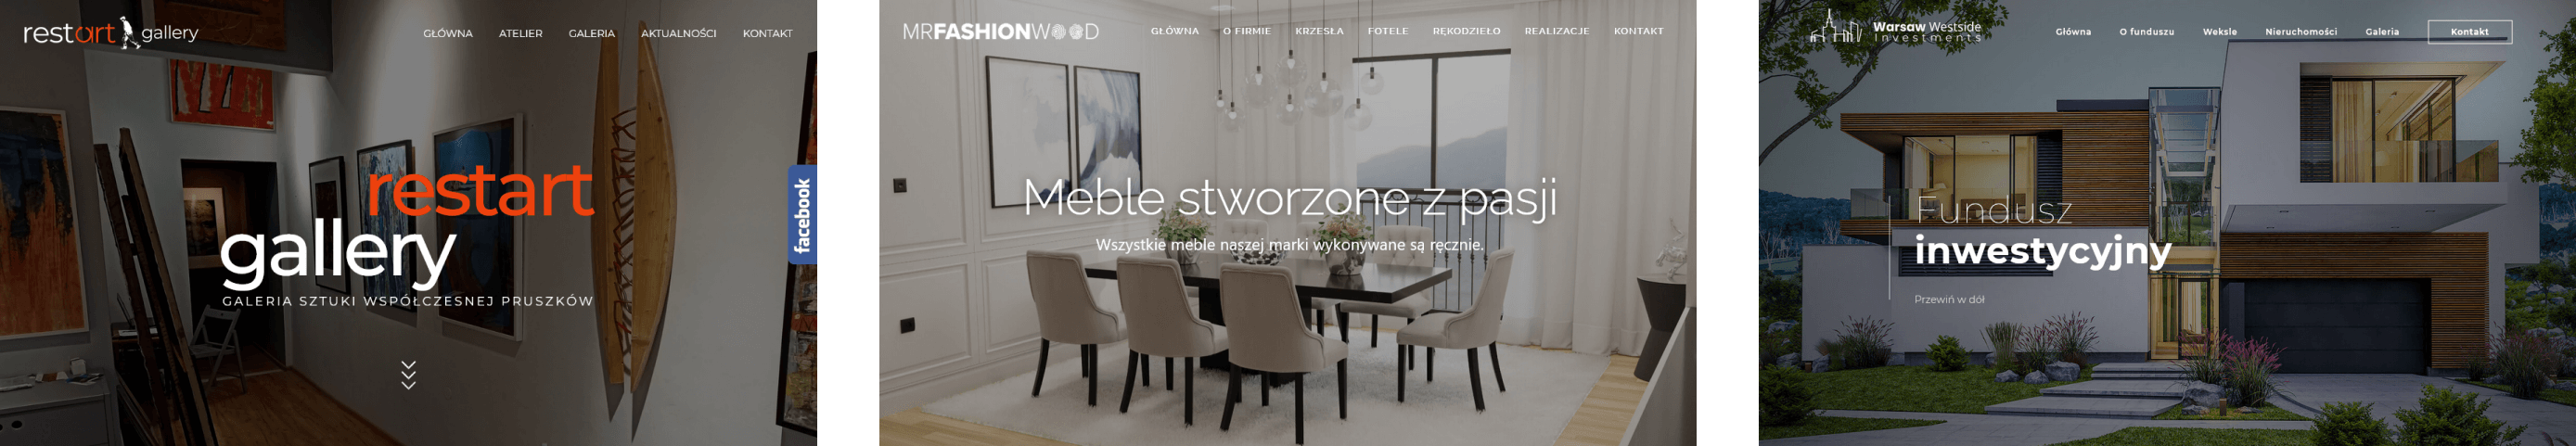 restart gallery
GŁÓWNA ATELIER GALERIA AKTUALNOŚCI KONTAKT
restart
gallery
GALERIA SZTUKI WSPÓŁCZESNEJ PRUSZKÓW
facebook
MRFASHIONWOOD
GŁÓWNA O FIRMIE KRZESŁA FOTELE RĘKODZIEŁO REALIZACJE KONTAKT
Meble stworzone z pasji
Wszystkie meble naszej marki wykonywane są ręcznie.
Warsaw Westside
Investments
Główna O funduszu Weksle Nieruchomości Galeria Kontakt
Fundusz
inwestycyjny
Przewiń w dół